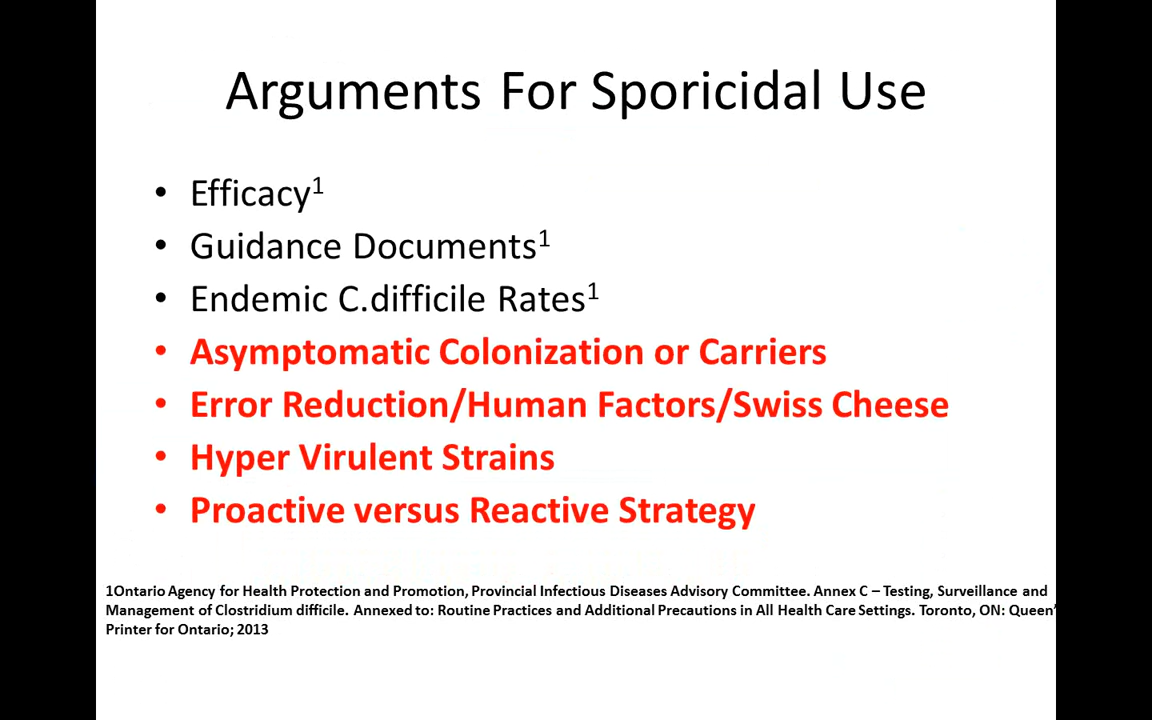 Arguments For Sporicidal Use
• Efficacy¹
• Guidance Documents¹
• Endemic C.difficile Rates¹
• Asymptomatic Colonization or Carriers
• Error Reduction/Human Factors/Swiss Cheese
• Hyper Virulent Strains
• Proactive versus Reactive Strategy
1Ontario Agency for Health Protection and Promotion, Provincial Infectious Diseases Advisory Committee. Annex C – Testing, Surveillance and
Management of Clostridium difficile. Annexed to: Routine Practices and Additional Precautions in All Health Care Settings. Toronto, ON: Queen’
Printer for Ontario; 2013